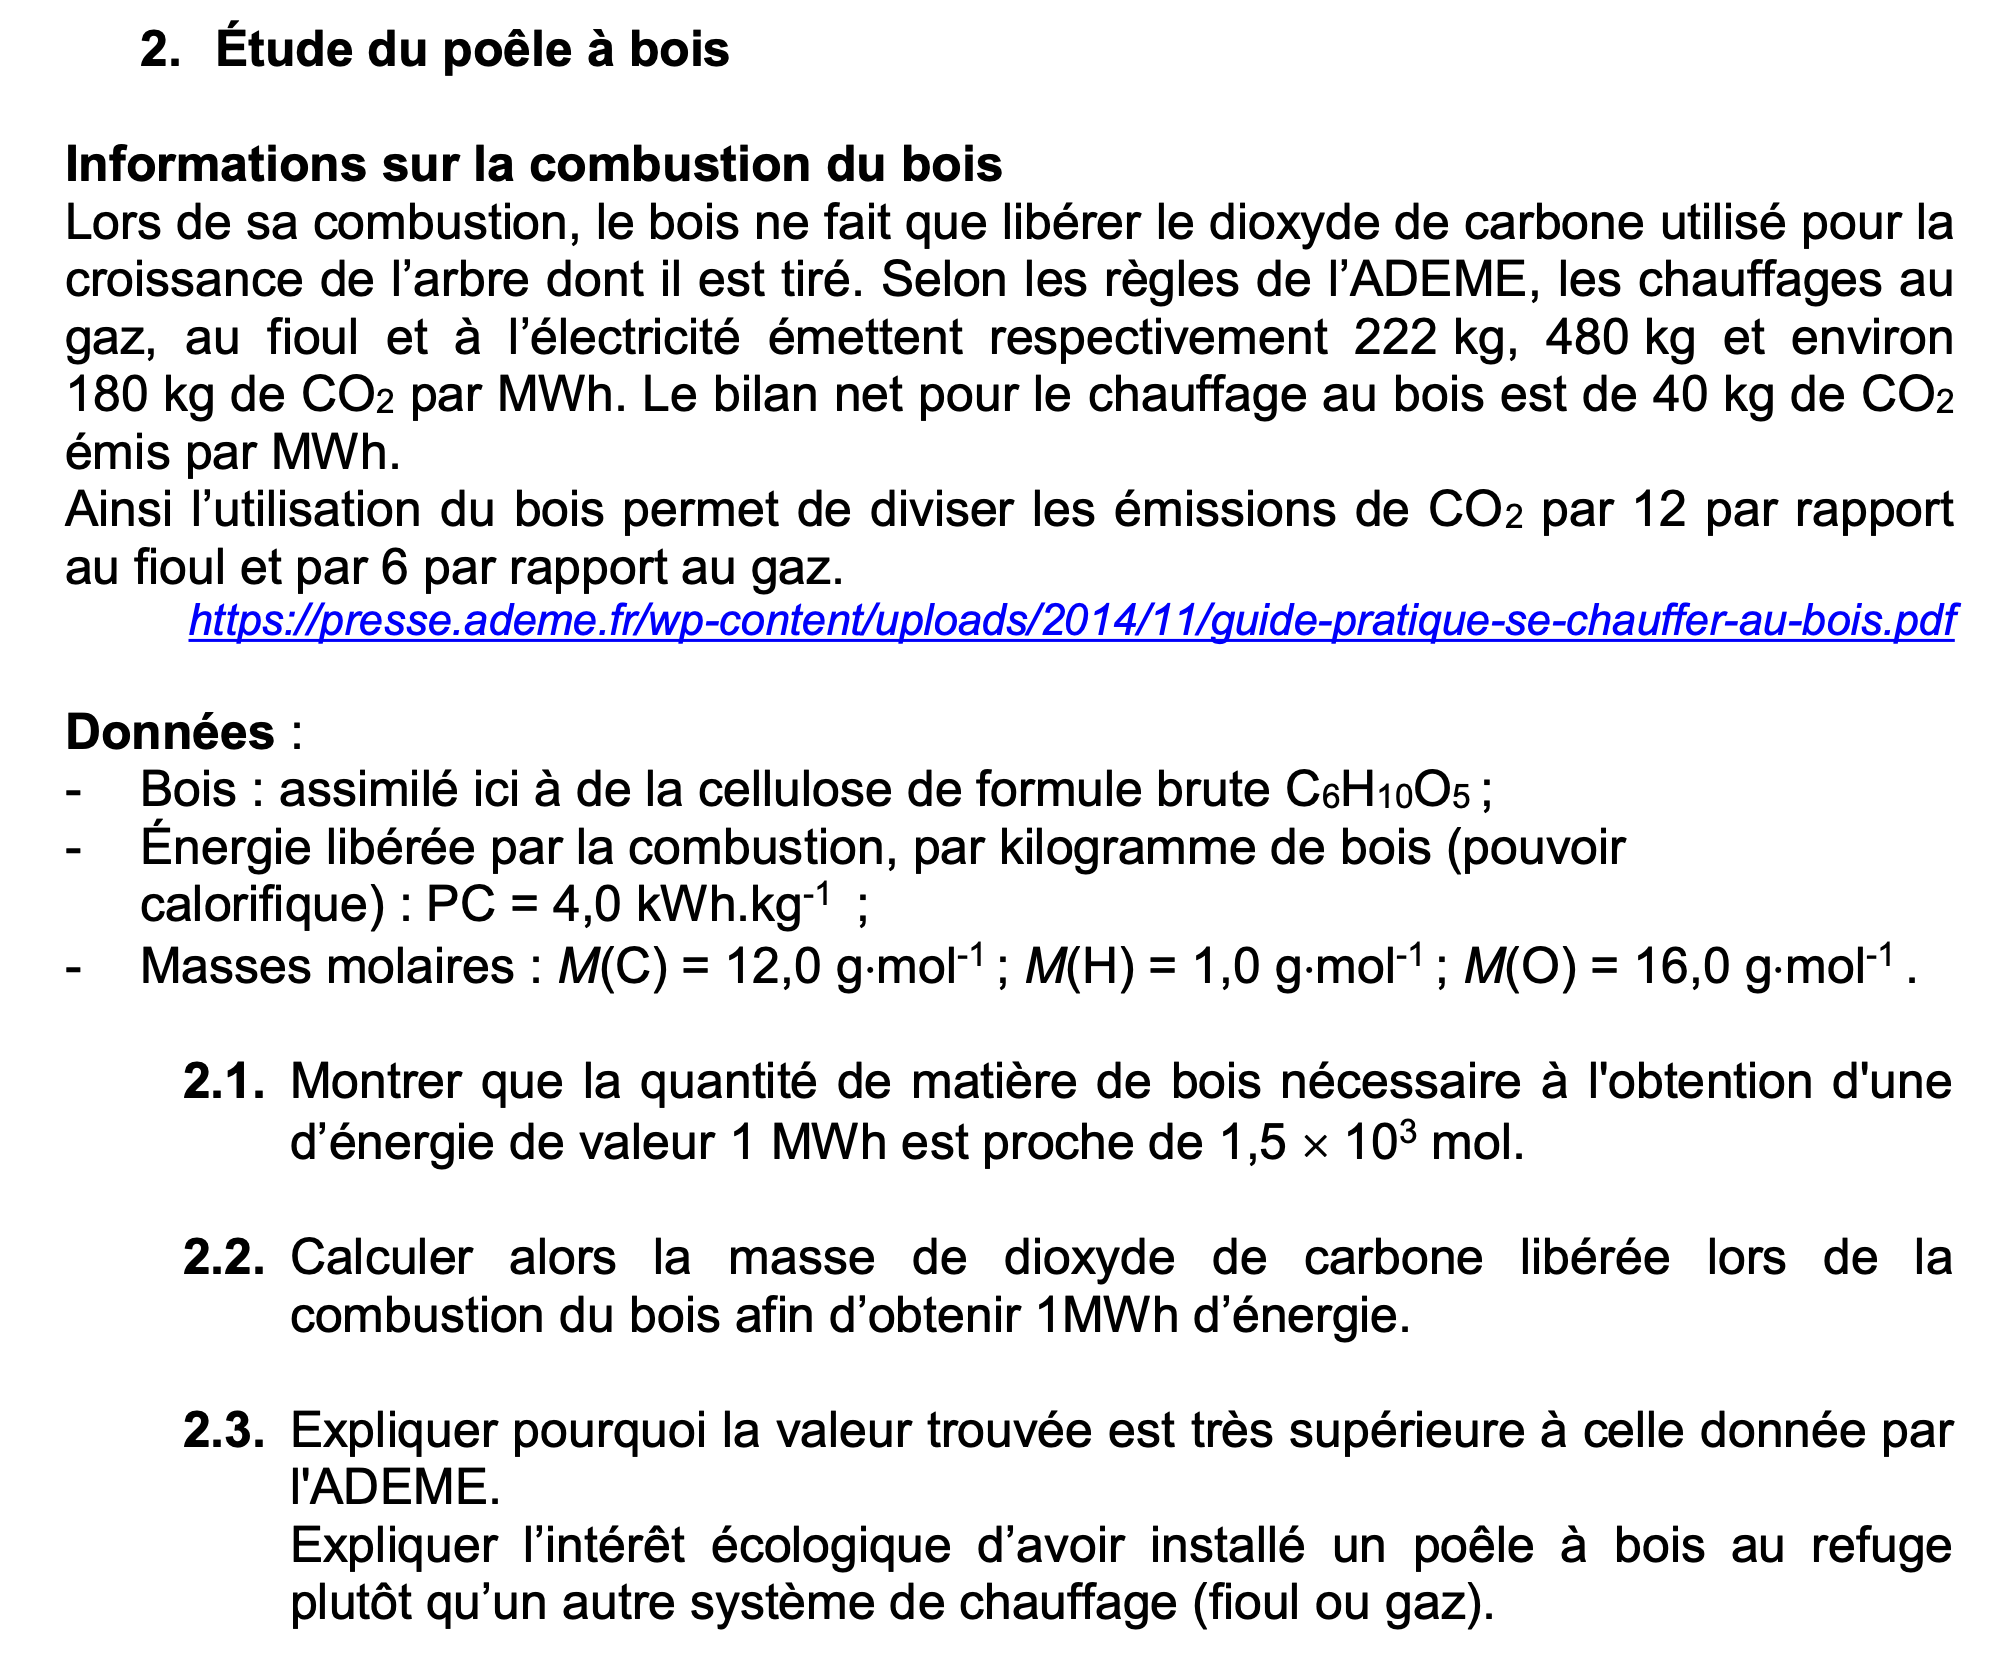 2. Étude du poêle à bois
Informations sur la combustion du bois
Lors de sa combustion, le bois ne fait que libérer le dioxyde de carbone utilisé pour la
croissance de l’arbre dont il est tiré. Selon les règles de l’ADEME, les chauffages au
gaz, au fioul et à l’électricité émettent respectivement 222 kg, 480 kg et environ
180 kg de CO₂ par MWh. Le bilan net pour le chauffage au bois est de 40 kg de CO₂
émis par MWh.
Ainsi l’utilisation du bois permet de diviser les émissions de CO₂ par 12 par rapport
au fioul et par 6 par rapport au gaz.
https://presse.ademe.fr/wp-content/uploads/2014/11/guide-pratique-se-chauffer-au-bois.pdf
Données :
- Bois : assimilé ici à de la cellulose de formule brute C₆H₁₀O₅ ;
- Énergie libérée par la combustion, par kilogramme de bois (pouvoir
calorifique) : PC = 4,0 kWh.kg⁻¹ ;
- Masses molaires : M(C) = 12,0 g·mol⁻¹ ; M(H) = 1,0 g·mol⁻¹ ; M(O) = 16,0 g·mol⁻¹ .
2.1. Montrer que la quantité de matière de bois nécessaire à l'obtention d'une
d’énergie de valeur 1 MWh est proche de 1,5 × 10³ mol.
2.2. Calculer alors la masse de dioxyde de carbone libérée lors de la
combustion du bois afin d’obtenir 1MWh d’énergie.
2.3. Expliquer pourquoi la valeur trouvée est très supérieure à celle donnée par
l'ADEME.
Expliquer l’intérêt écologique d’avoir installé un poêle à bois au refuge
plutôt qu’un autre système de chauffage (fioul ou gaz).